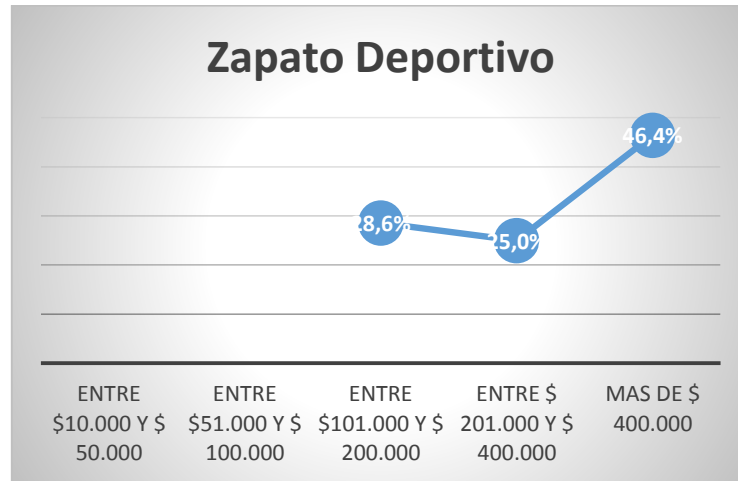 Zapato Deportivo
46,4%
28,6%
25,0%
ENTRE
$10.000 Y $
50.000
ENTRE
$51.000 Y $
100.000
ENTRE
$101.000 Y $
200.000
ENTRE $
201.000 Y $
400.000
MAS DE $
400.000